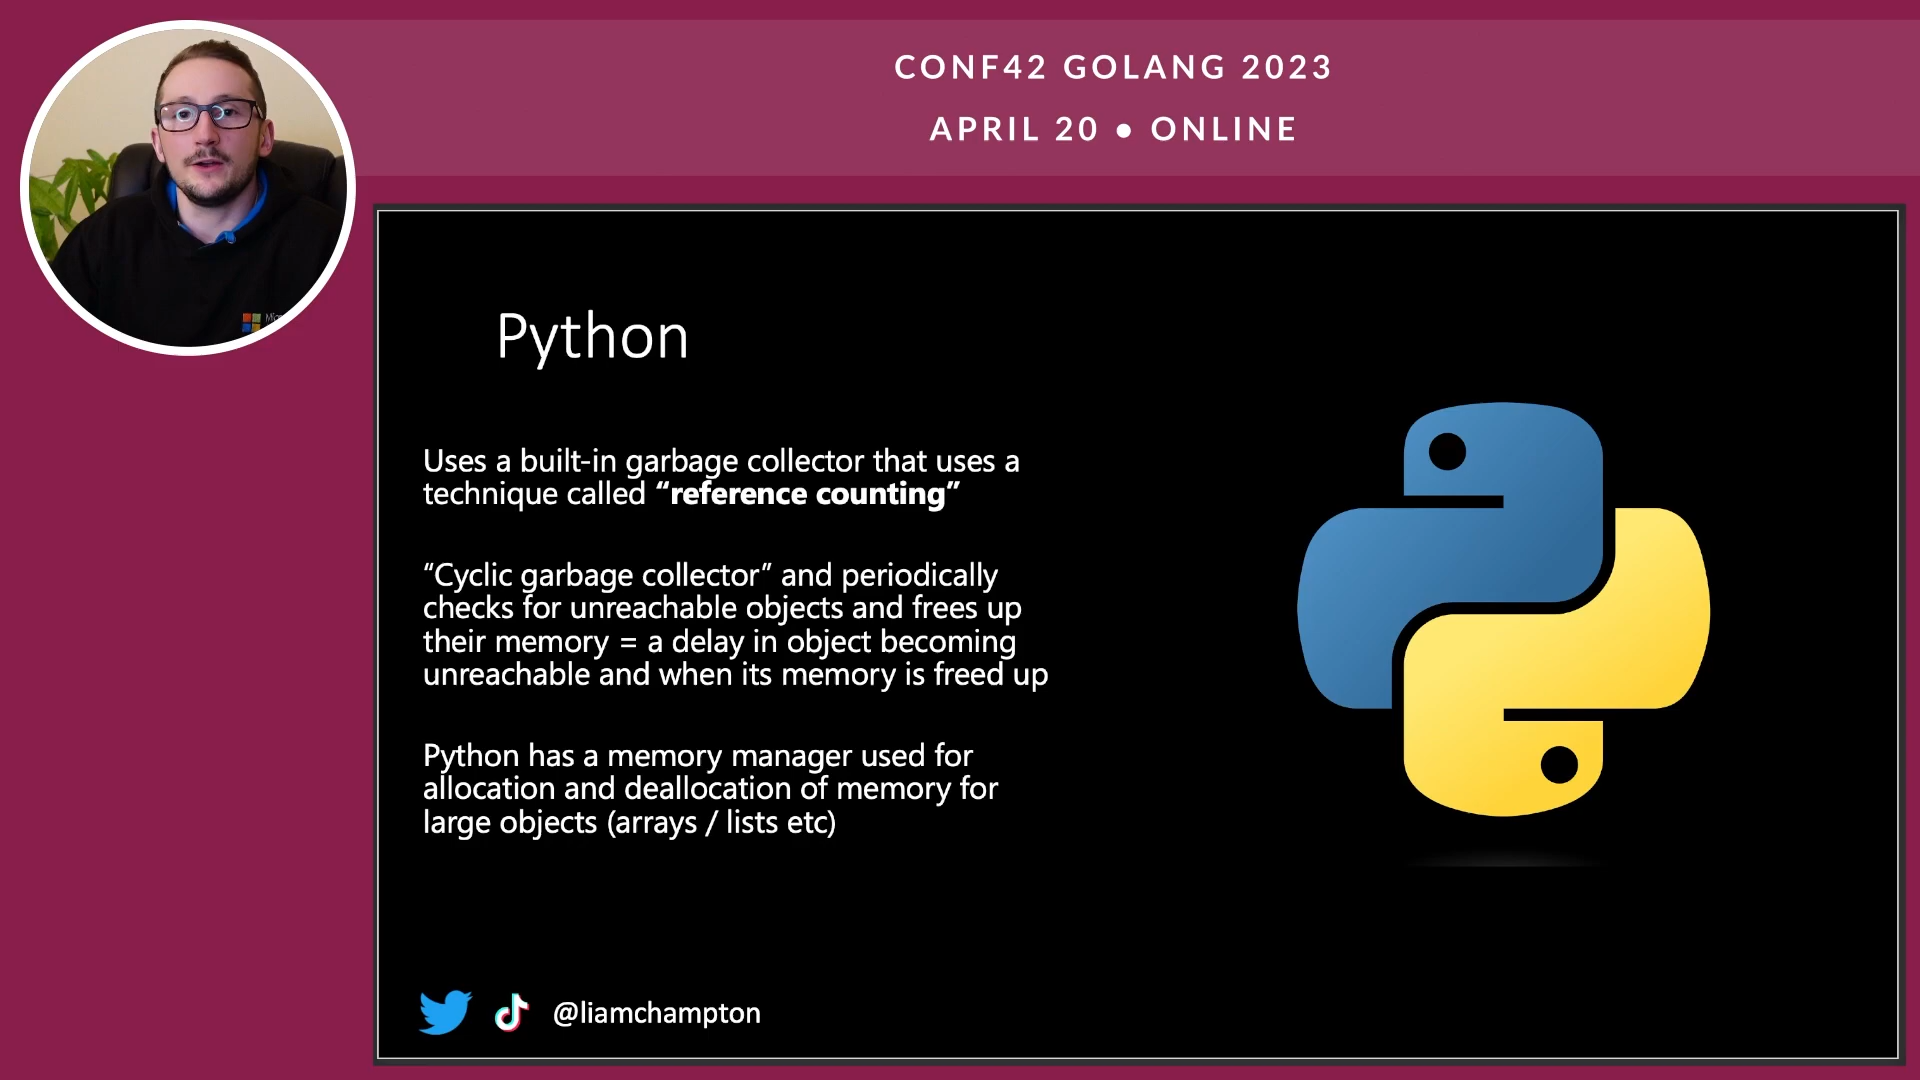 CONF42 GOLANG 2023
APRIL 20 ● ONLINE
Python
Uses a built-in garbage collector that uses a
technique called “reference counting”
“Cyclic garbage collector” and periodically
checks for unreachable objects and frees up
their memory = a delay in object becoming
unreachable and when its memory is freed up
Python has a memory manager used for
allocation and deallocation of memory for
large objects (arrays / lists etc)
@liamchampton